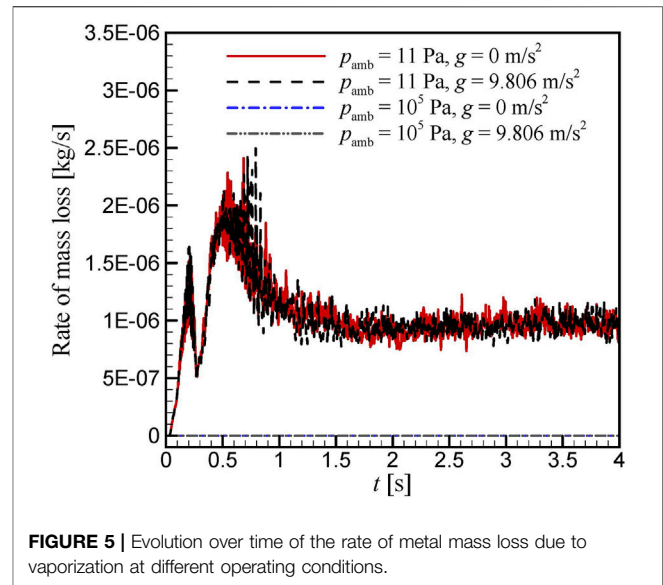 3.5E-06
3E-06
2.5E-06
2E-06
1.5E-06
1E-06
5E-07
0
Rate of mass loss [kg/s]
p_amb = 11 Pa, g = 0 m/s²
p_amb = 11 Pa, g = 9.806 m/s²
p_amb = 10⁵ Pa, g = 0 m/s²
p_amb = 10⁵ Pa, g = 9.806 m/s²
0 0.5 1 1.5 2 2.5 3 3.5 4
t [s]
FIGURE 5 | Evolution over time of the rate of metal mass loss due to
vaporization at different operating conditions.